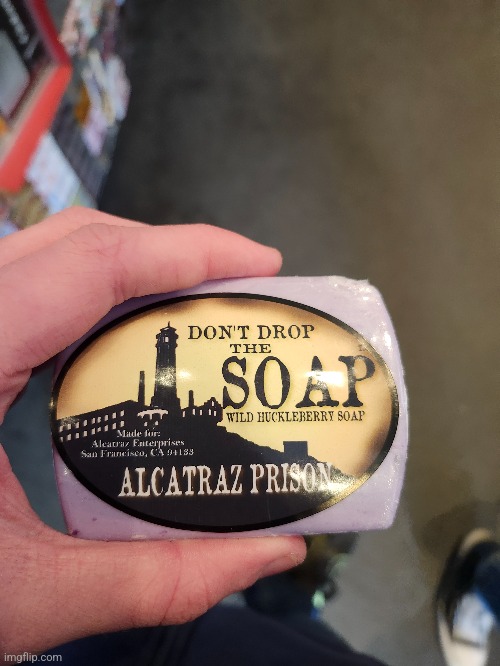 DON'T DROP
THE
SOAP
WILD HUCKLEBERRY SOAP
Made for:
Alcatraz Enterprises
San Francisco, CA 94133
ALCATRAZ PRISON
imgflip.com